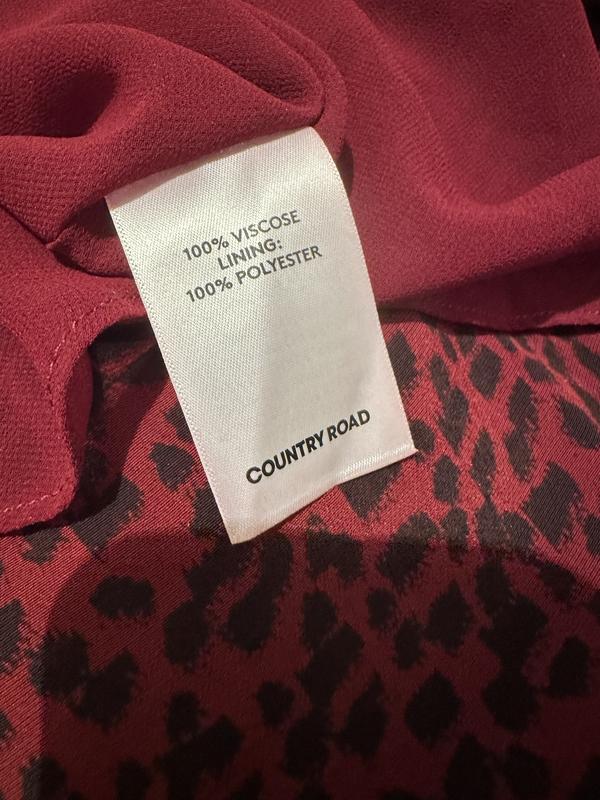 100% VISCOSE
LINING:
100% POLYESTER
COUNTRY ROAD